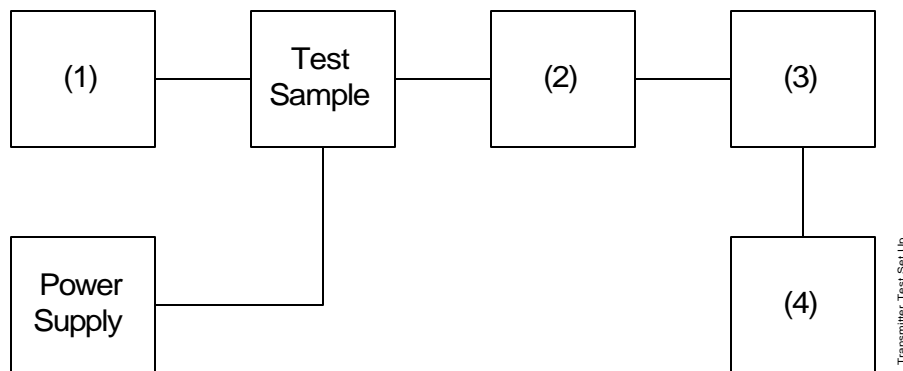 (1)
Test
Sample
(2)
(3)
Power
Supply
(4)
Transmitter Test Set Up